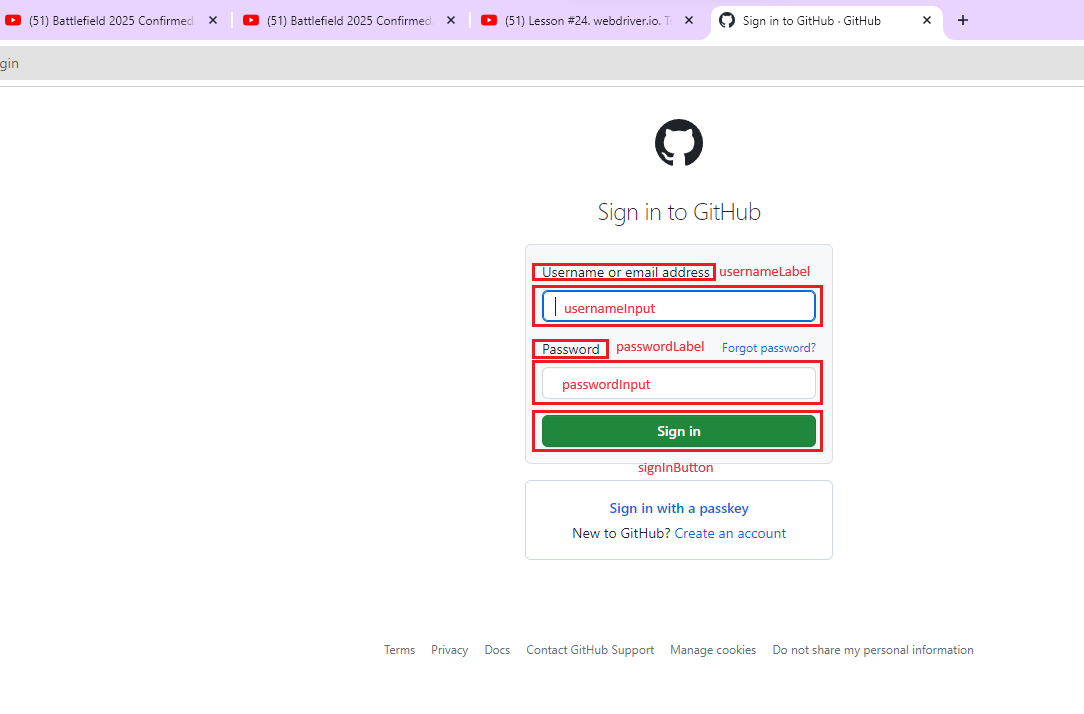 (51) Battlefield 2025 Confirmed
(51) Battlefield 2025 Confirmed
(51) Lesson #24. webdriver.io.
Sign in to GitHub · GitHub
gin
Sign in to GitHub
Username or email address usernameLabel
usernameInput
Password passwordLabel Forgot password?
passwordInput
Sign in
signInButton
Sign in with a passkey
New to GitHub? Create an account
Terms Privacy Docs Contact GitHub Support Manage cookies Do not share my personal information